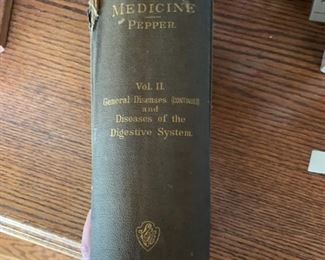 MEDICINE
PEPPER.
VOL. II.
General Diseases (CONTINUED)
and
Diseases of the
Digestive System.